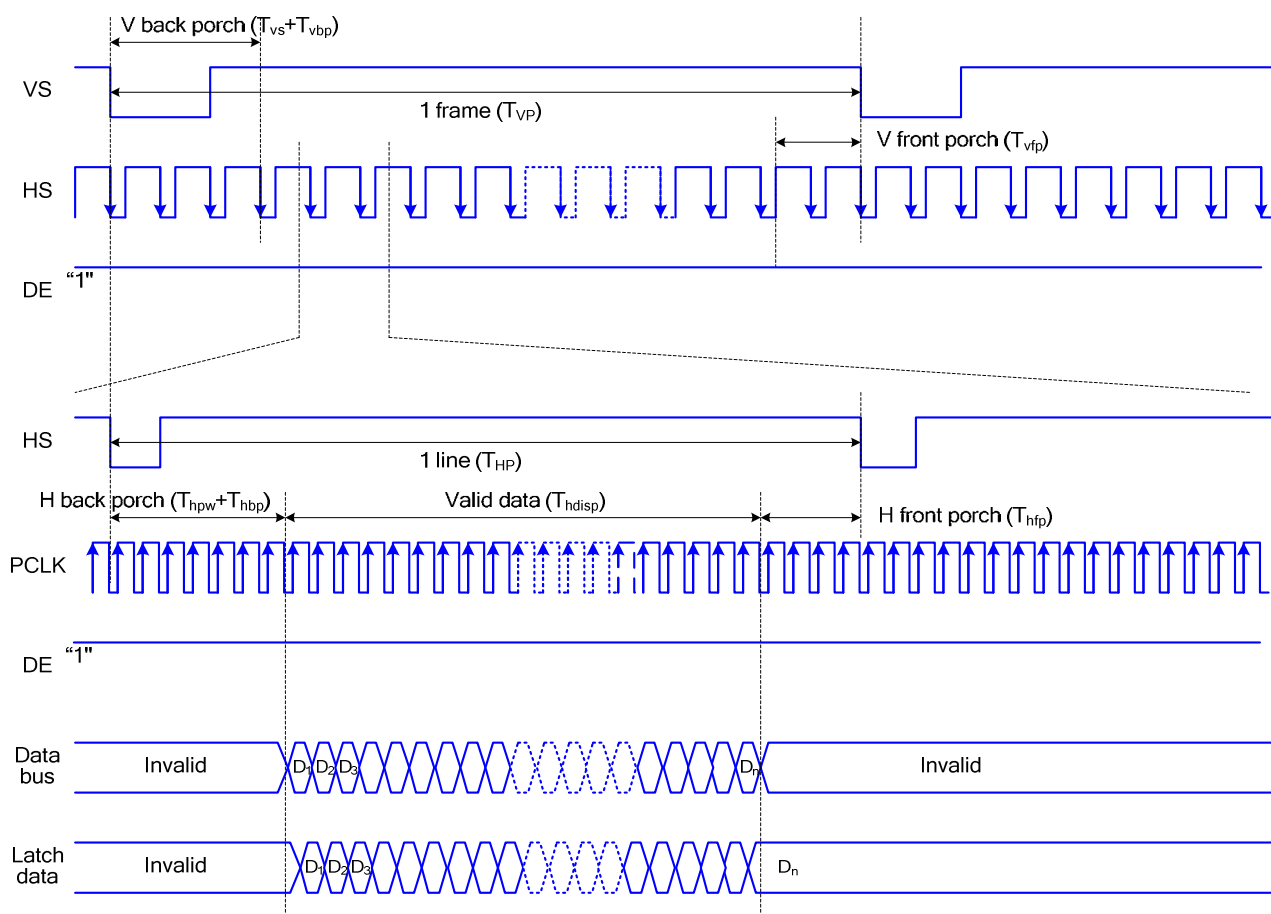 V back porch (Tvs+Tvbp)
VS
1 frame (TVP)
V front porch (Tvfp)
HS
DE "1"
HS
1 line (THP)
H back porch (Thpw+Thbp)
Valid data (Thdisp)
H front porch (Thfp)
PCLK
DE "1"
Data bus
Invalid
D1 D2 D3
Dn
Invalid
Latch data
Invalid
D1 D2 D3
Dn